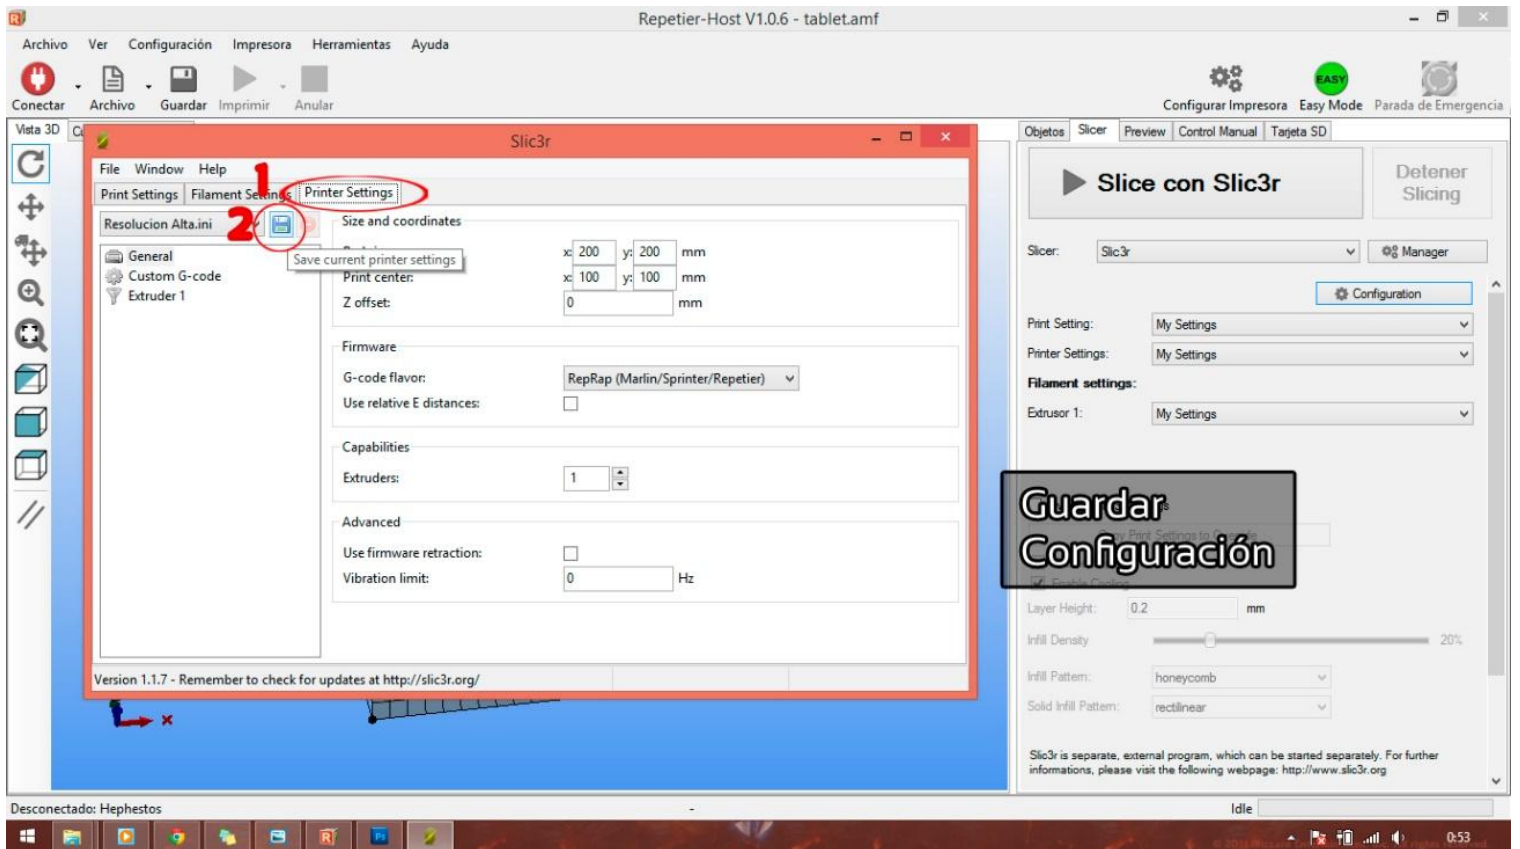 Repetier-Host V1.0.6 - tablet.amf
Archivo Ver Configuración Impresora Herramientas Ayuda
Conectar Archivo Guardar Imprimir Anular
Configurar Impresora Easy Mode Parada de Emergencia
EASY
Vista 3D
Objetos Slicer Preview Control Manual Tarjeta SD
Slic3r
File Window Help
1
Print Settings Filament Settings Printer Settings
Resolucion Alta.ini
2
General
Custom G-code
Extruder 1
Save current printer settings
Size and coordinates
x: 200 y: 200 mm
Print center: x: 100 y: 100 mm
Z offset: 0 mm
Firmware
G-code flavor: RepRap (Marlin/Sprinter/Repetier)
Use relative E distances:
Capabilities
Extruders: 1
Advanced
Use firmware retraction:
Vibration limit: 0 Hz
Version 1.1.7 - Remember to check for updates at http://slic3r.org/
x
Slice con Slic3r
Detener
Slicing
Slicer: Slic3r Manager
Configuration
Print Setting: My Settings
Printer Settings: My Settings
Filament settings:
Extrusor 1: My Settings
Guardar
Configuración
Enable Cooling
Layer Height: 0.2 mm
Infill Density 20%
Infill Pattern: honeycomb
Solid Infill Pattern: rectilinear
Slic3r is separate, external program, which can be started separately. For further
informations, please visit the following webpage: http://www.slic3r.org
Desconectado: Hephestos - Idle
Ps
0:53